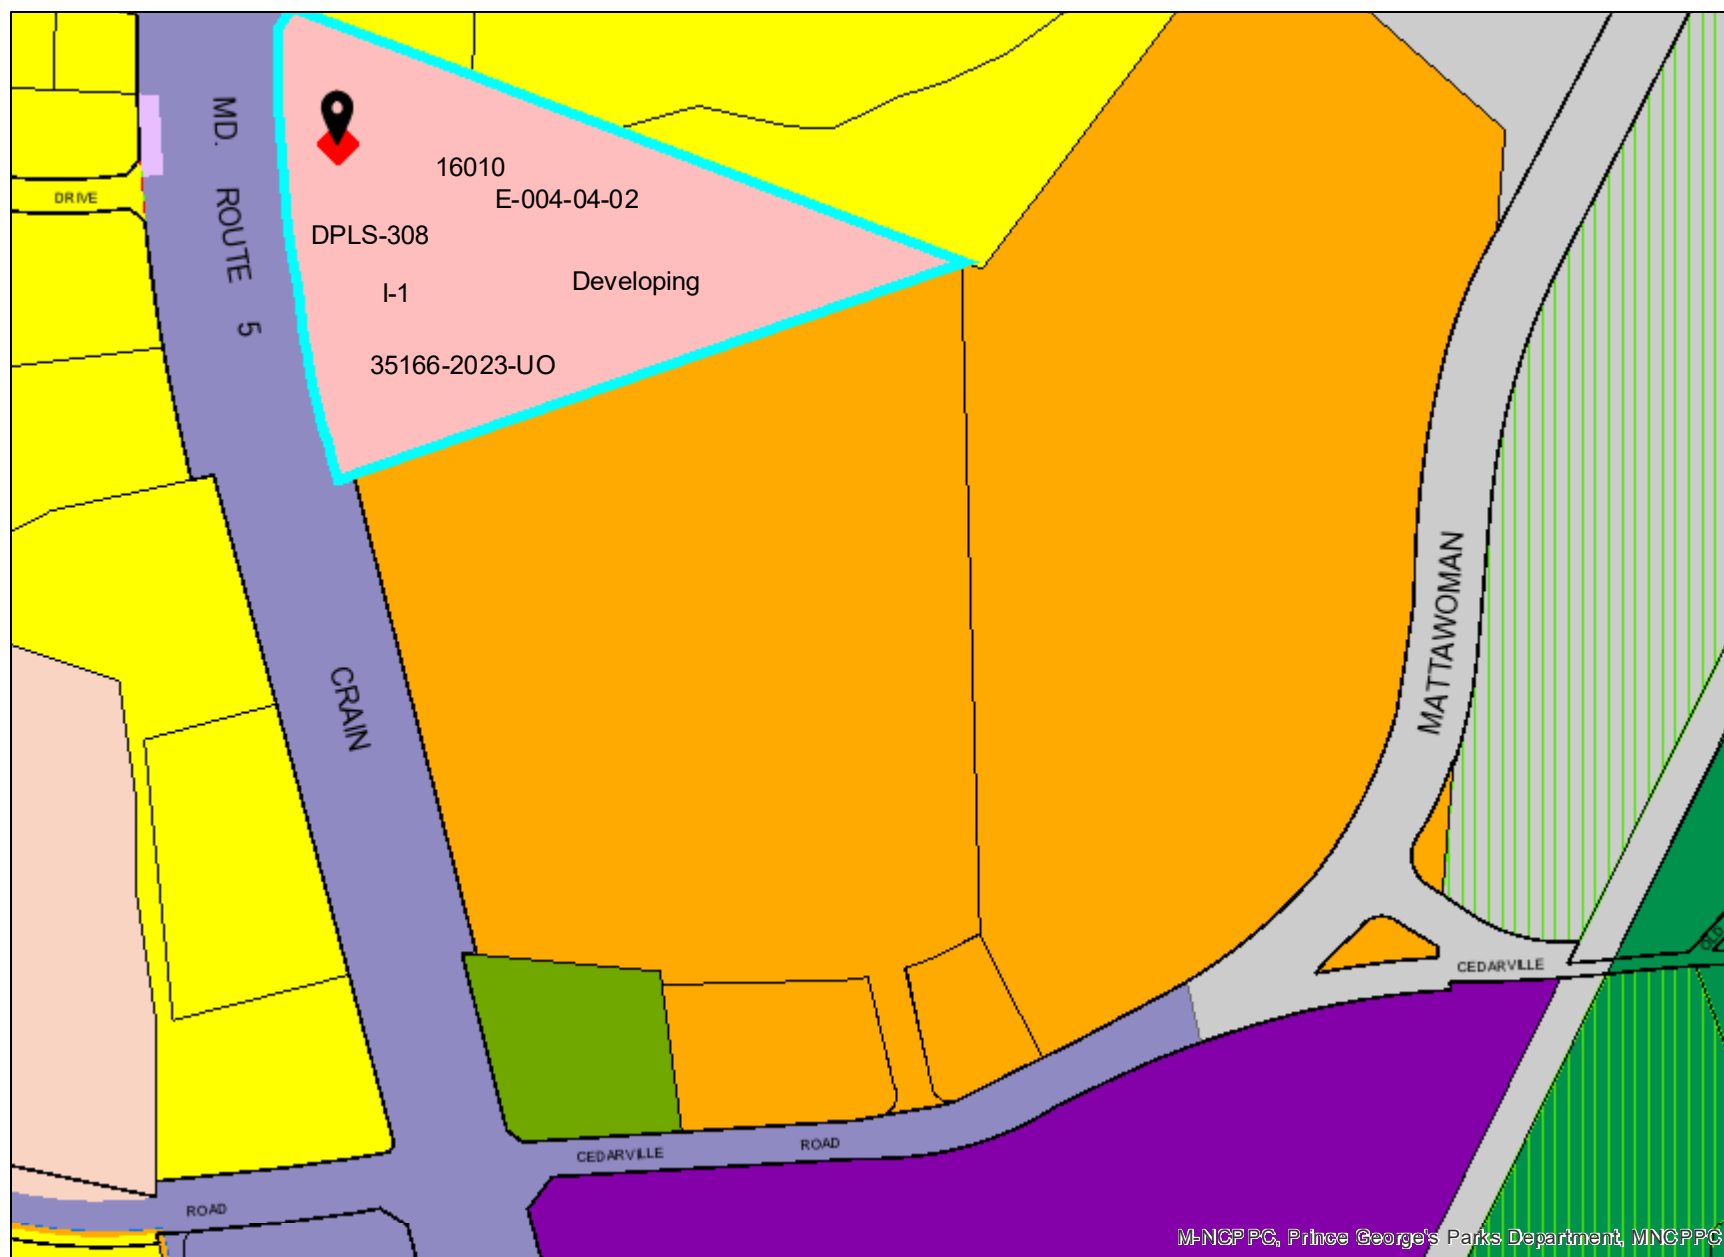 MD. ROUTE 5
DRIVE
16010
E-004-04-02
DPLS-308
Developing
I-1
35166-2023-UO
CRAIN
MATTAWOMAN
CEDARVILLE
OLD
CEDARVILLE ROAD
ROAD
M-NCPPC, Prince George's Parks Department, MNCPPC